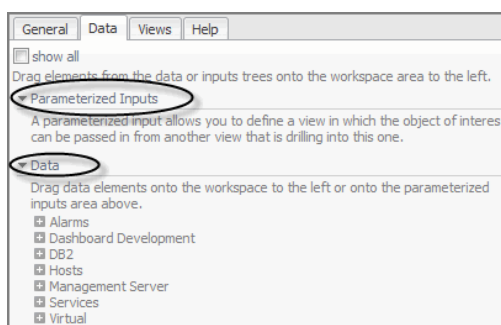 General Data Views Help
show all
Drag elements from the data or inputs trees onto the workspace area to the left.
Parameterized Inputs
A parameterized input allows you to define a view in which the object of interes
can be passed in from another view that is drilling into this one.
Data
Drag data elements onto the workspace to the left or onto the parameterized
inputs area above.
Alarms
Dashboard Development
DB2
Hosts
Management Server
Services
Virtual